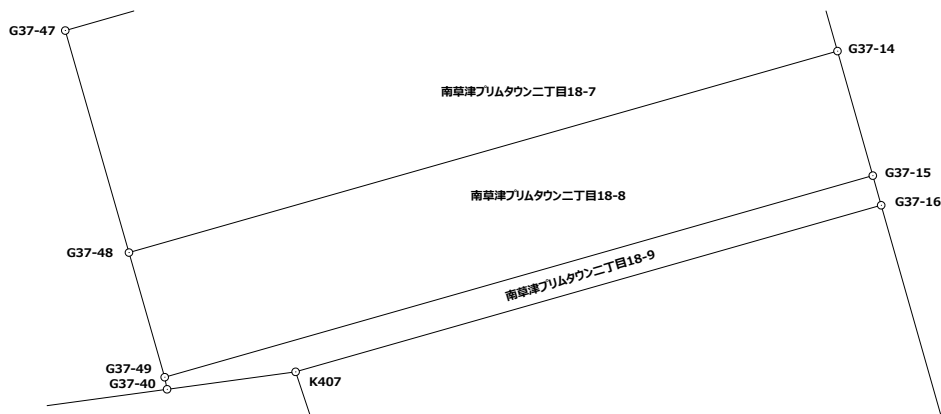 G37-47
G37-14
南草津プリムタウン二丁目18-7
G37-15
南草津プリムタウン二丁目18-8
G37-16
G37-48
南草津プリムタウン二丁目18-9
G37-49
G37-40
K407